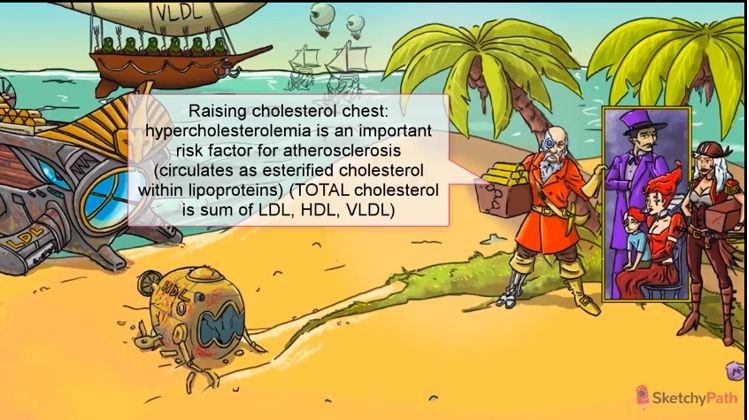 VLDL
Raising cholesterol chest:
hypercholesterolemia is an important
risk factor for atherosclerosis
(circulates as esterified cholesterol
within lipoproteins) (TOTAL cholesterol
is sum of LDL, HDL, VLDL)
LDL
HDL
SketchyPath